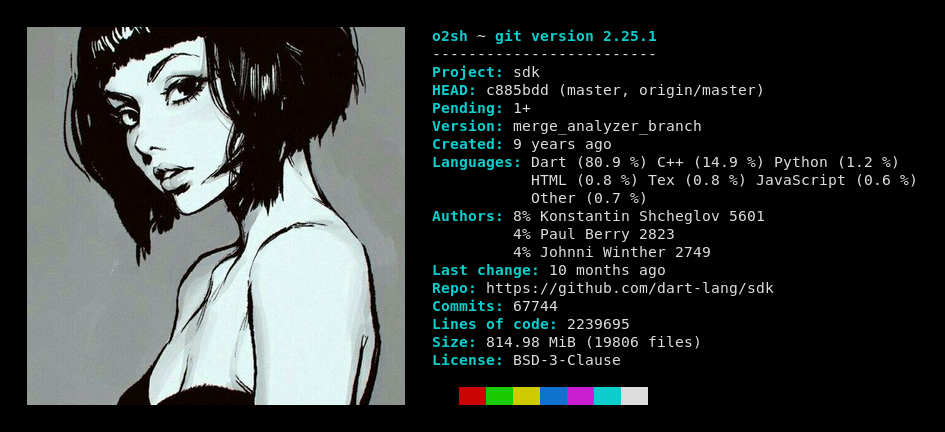 o2sh ~ git version 2.25.1
-------------------------
Project: sdk
HEAD: c885bdd (master, origin/master)
Pending: 1+
Version: merge_analyzer_branch
Created: 9 years ago
Languages: Dart (80.9 %) C++ (14.9 %) Python (1.2 %)
HTML (0.8 %) Tex (0.8 %) JavaScript (0.6 %)
Other (0.7 %)
Authors: 8% Konstantin Shcheglov 5601
4% Paul Berry 2823
4% Johnni Winther 2749
Last change: 10 months ago
Repo: https://github.com/dart-lang/sdk
Commits: 67744
Lines of code: 2239695
Size: 814.98 MiB (19806 files)
License: BSD-3-Clause